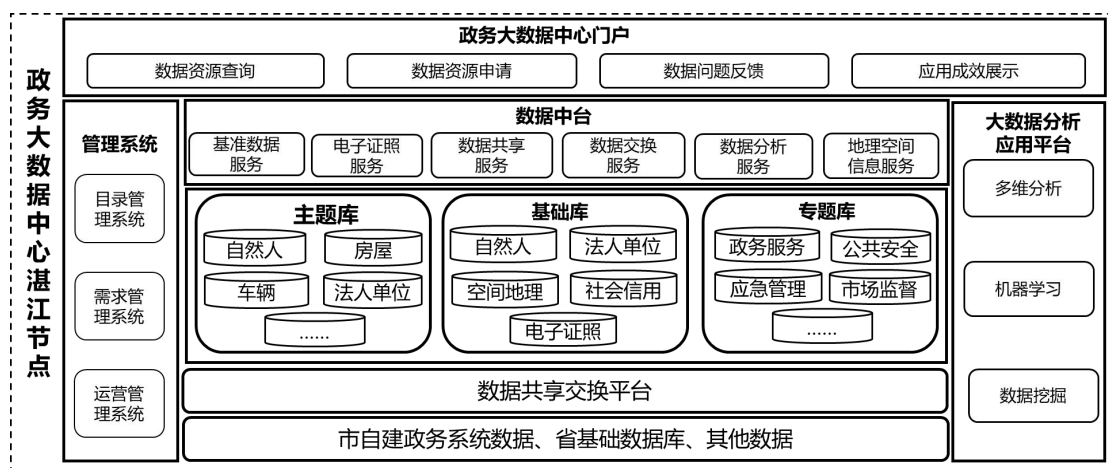 政务大数据中心湛江节点
政务大数据中心门户
数据资源查询
数据资源申请
数据问题反馈
应用成效展示
管理系统
目录管
理系统
需求管
理系统
运营管
理系统
数据中台
基准数据
服务
电子证照
服务
数据共享
服务
数据交换
服务
数据分析
服务
地理空间
信息服务
主题库
自然人
房屋
车辆
法人单位
......
基础库
自然人
法人单位
空间地理
社会信用
电子证照
专题库
政务服务
公共安全
应急管理
市场监督
......
数据共享交换平台
市自建政务系统数据、省基础数据库、其他数据
大数据分析
应用平台
多维分析
机器学习
数据挖掘